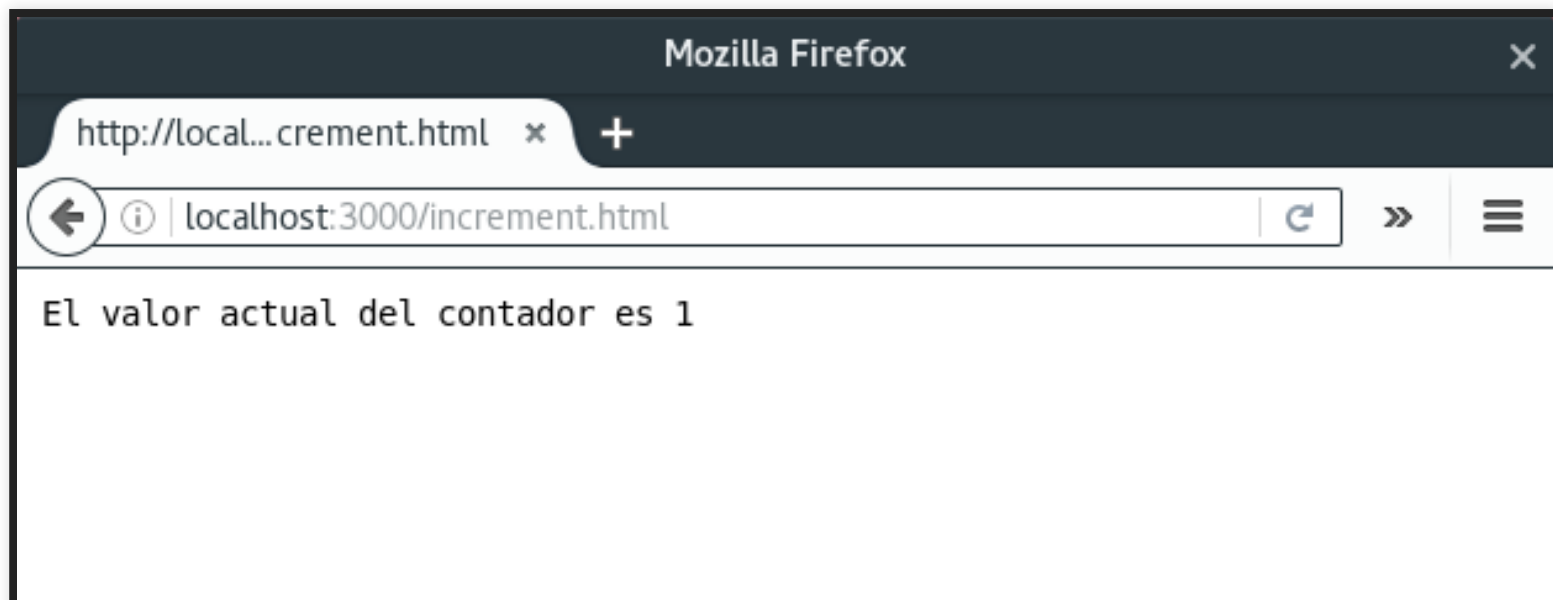 Mozilla Firefox
http://local...crement.html
localhost:3000/increment.html
El valor actual del contador es 1